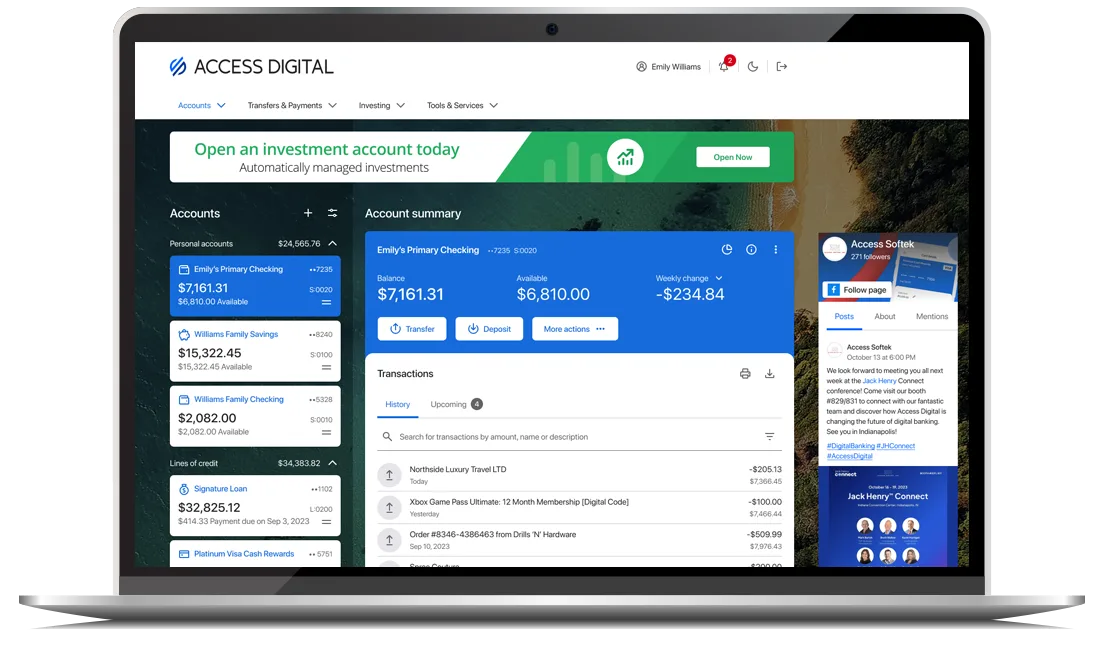 ACCESS DIGITAL
Emily Williams
2
Accounts
Transfers & Payments
Investing
Tools & Services
Open an investment account today
Automatically managed investments
Open Now
Accounts
Personal accounts $24,565.76
Emily's Primary Checking ••7235
$7,161.31 S:0020
$6,810.00 Available
Williams Family Savings ••8240
$15,322.45 S:0100
$15,322.45 Available
Williams Family Checking ••5328
$2,082.00 S:0010
$2,082.00 Available
Lines of credit $34,383.82
Signature Loan ••1102
$32,825.12 L:0200
$414.33 Payment due on Sep 3, 2023
Platinum Visa Cash Rewards ••5751
Account summary
Emily's Primary Checking ••7235 S:0020
Balance Available Weekly change
$7,161.31 $6,810.00 -$234.84
Transfer Deposit More actions •••
Transactions
History Upcoming 4
Search for transactions by amount, name or description
Northside Luxury Travel LTD -$205.13
Today $7,366.45
Xbox Game Pass Ultimate: 12 Month Membership [Digital Code] -$100.00
Yesterday $7,466.44
Order #8346-4386463 from Drills 'N' Hardware -$509.99
Sep 10, 2023 $7,976.43
Access Softek
271 followers
Follow page
Posts About Mentions
Access Softek
October 13 at 6:00 PM
We look forward to meeting you all next
week at the Jack Henry Connect
conference! Come visit our booth
#829/831 to connect with our fantastic
team and discover how Access Digital is
changing the future of digital banking.
See you in Indianapolis!
#DigitalBanking #JHConnect
#AccessDigital
connect
October 16 - 19, 2023
Jack Henry™ Connect